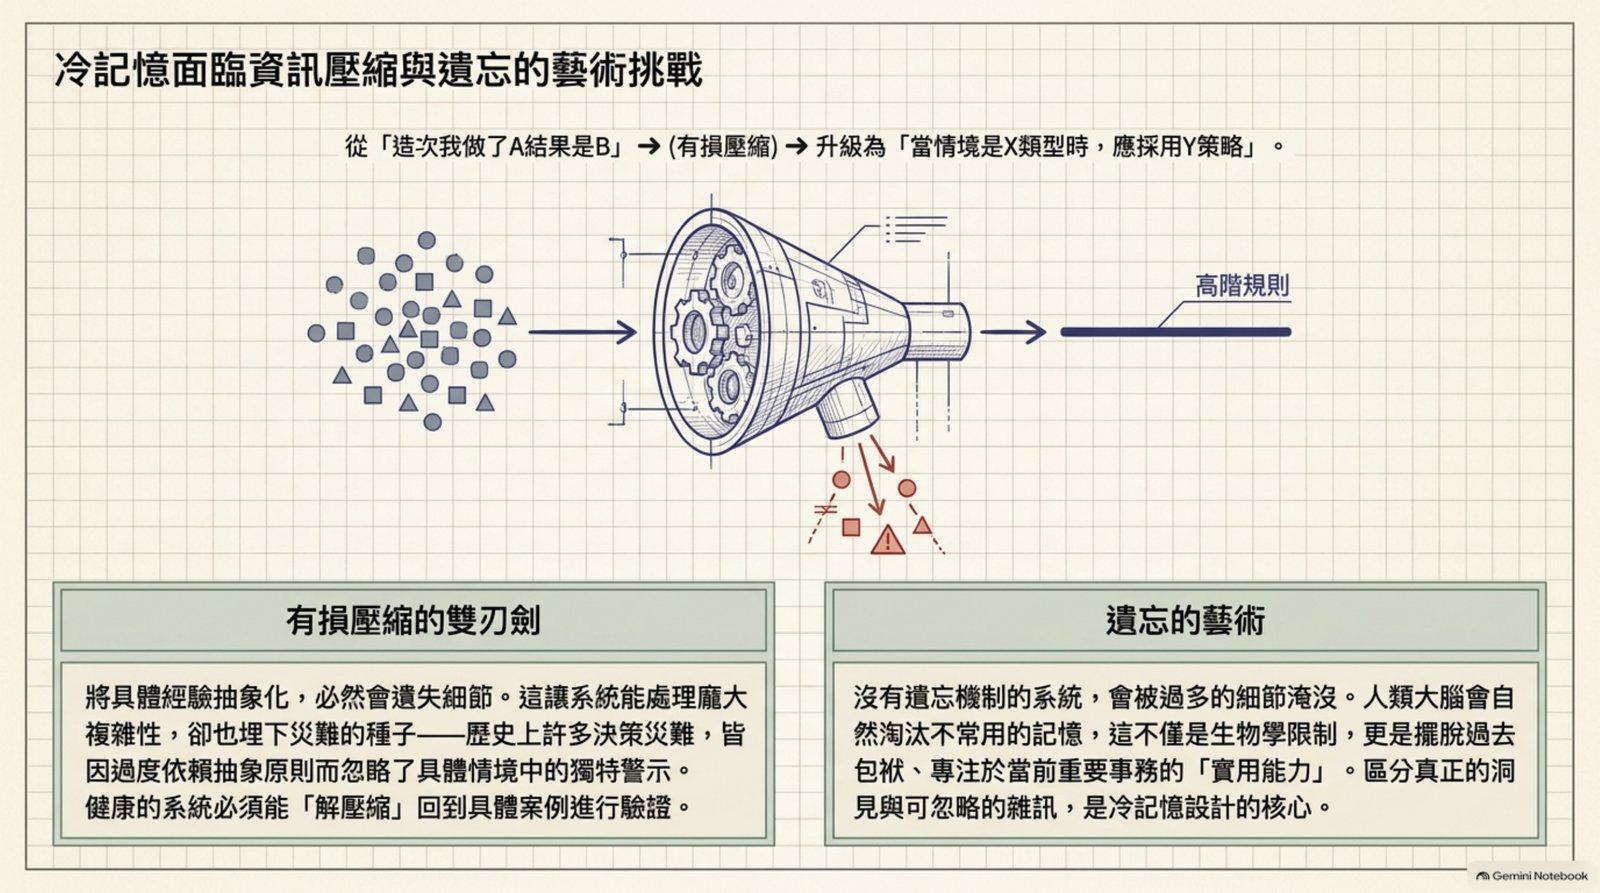 冷記憶面臨資訊壓縮與遺忘的藝術挑戰
從「造次我做了A結果是B」 → (有損壓縮) → 升級為「當情境是X類型時，應採用Y策略」。
高階規則
有損壓縮的雙刃劍
將具體經驗抽象化，必然會遺失細節。這讓系統能處理龐大
複雜性，卻也埋下災難的種子——歷史上許多決策災難，皆
因過度依賴抽象原則而忽略了具體情境中的獨特警示。
健康的系統必須能「解壓縮」回到具體案例進行驗證。
遺忘的藝術
沒有遺忘機制的系統，會被過多的細節淹沒。人類大腦會自
然淘汰不常用的記憶，這不僅是生物學限制，更是擺脫過去
包袱、專注於當前重要事務的「實用能力」。區分真正的洞
見與可忽略的雜訊，是冷記憶設計的核心。
Gemini Notebook